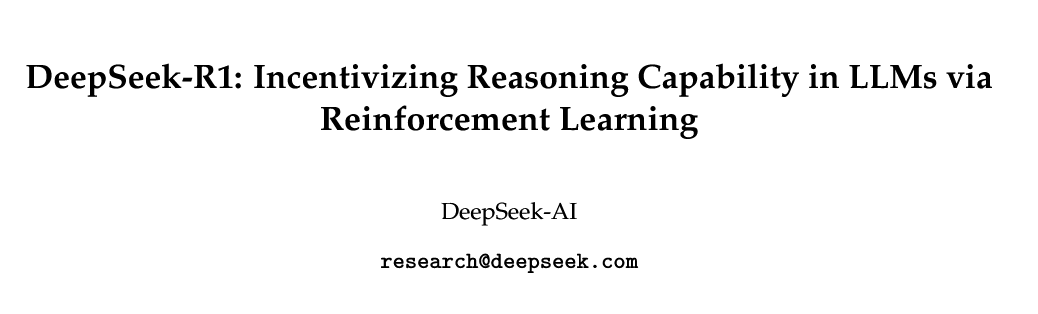 DeepSeek-R1: Incentivizing Reasoning Capability in LLMs via
Reinforcement Learning
DeepSeek-AI
research@deepseek.com